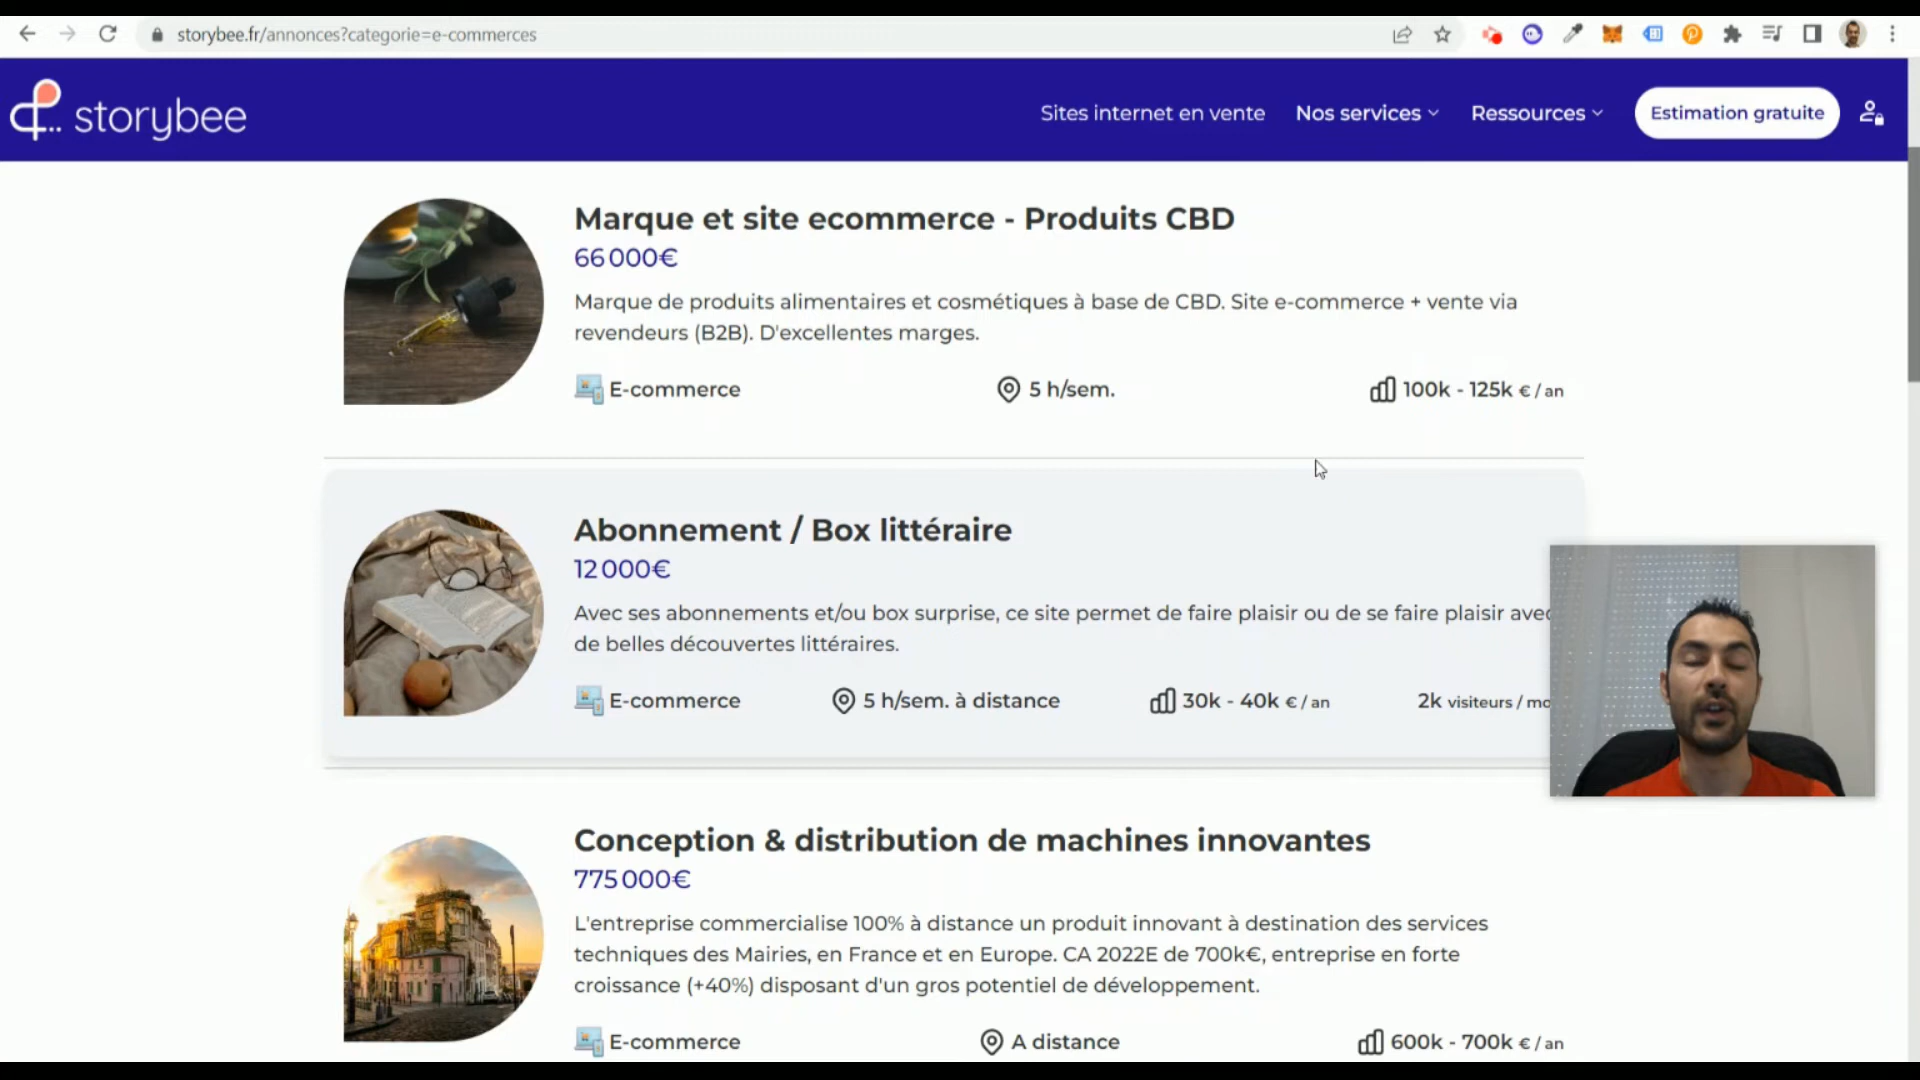 storybee.fr/annonces?categorie=e-commerces
storybee
Sites internet en vente
Nos services
Ressources
Estimation gratuite
Marque et site ecommerce - Produits CBD
66 000€
Marque de produits alimentaires et cosmétiques à base de CBD. Site e-commerce + vente via
revendeurs (B2B). D'excellentes marges.
E-commerce
5 h/sem.
100k - 125k € / an
Abonnement / Box littéraire
12 000€
Avec ses abonnements et/ou box surprise, ce site permet de faire plaisir ou de se faire plaisir avec
de belles découvertes littéraires.
E-commerce
5 h/sem. à distance
30k - 40k € / an
2k visiteurs / mo
Conception & distribution de machines innovantes
775 000€
L'entreprise commercialise 100% à distance un produit innovant à destination des services
techniques des Mairies, en France et en Europe. CA 2022E de 700k€, entreprise en forte
croissance (+40%) disposant d'un gros potentiel de développement.
E-commerce
A distance
600k - 700k € / an